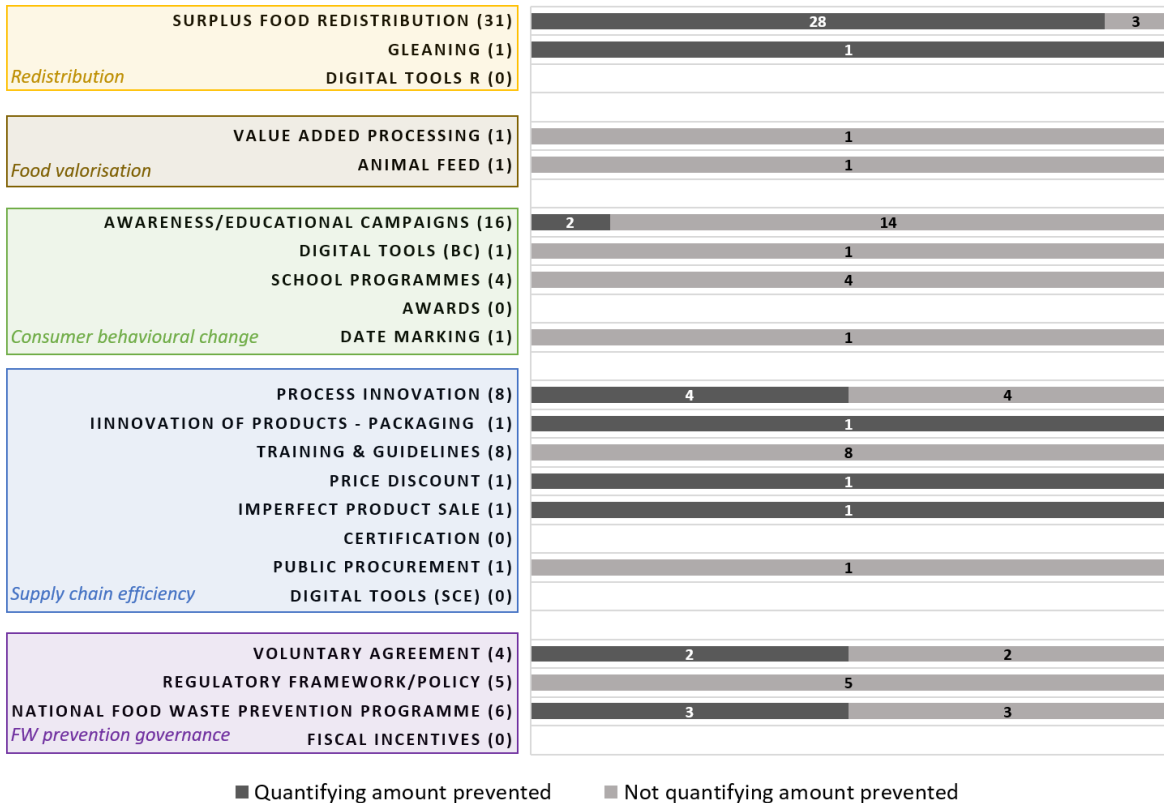 SURPLUS FOOD REDISTRIBUTION (31) 28 3
GLEANING (1) 1
Redistribution
DIGITAL TOOLS R (0)
VALUE ADDED PROCESSING (1) 1
Food valorisation
ANIMAL FEED (1) 1
AWARENESS/EDUCATIONAL CAMPAIGNS (16) 2 14
DIGITAL TOOLS (BC) (1) 1
SCHOOL PROGRAMMES (4) 4
AWARDS (0)
Consumer behavioural change
DATE MARKING (1) 1
PROCESS INNOVATION (8) 4 4
IINNOVATION OF PRODUCTS - PACKAGING (1) 1
TRAINING & GUIDELINES (8) 8
PRICE DISCOUNT (1) 1
IMPERFECT PRODUCT SALE (1) 1
CERTIFICATION (0)
PUBLIC PROCUREMENT (1) 1
Supply chain efficiency
DIGITAL TOOLS (SCE) (0)
VOLUNTARY AGREEMENT (4) 2 2
REGULATORY FRAMEWORK/POLICY (5) 5
NATIONAL FOOD WASTE PREVENTION PROGRAMME (6) 3 3
FW prevention governance
FISCAL INCENTIVES (0)
Quantifying amount prevented
Not quantifying amount prevented